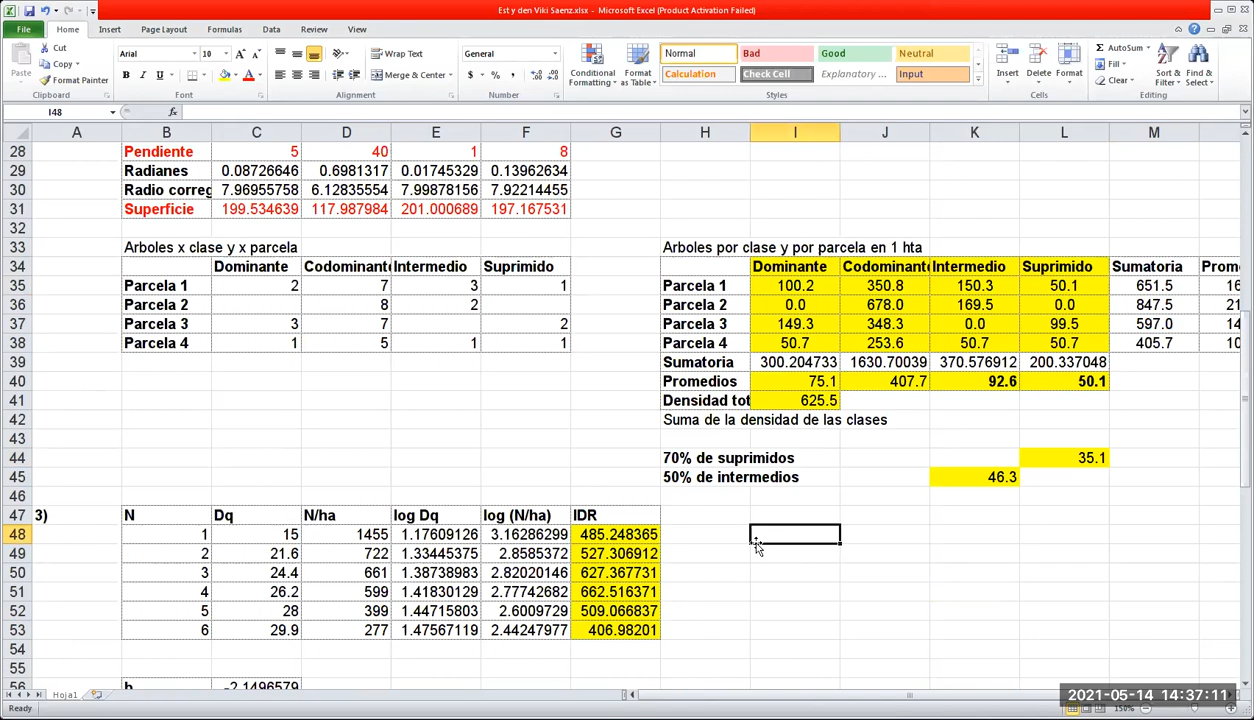 Est y den Viki Saenz.xlsx - Microsoft Excel (Product Activation Failed)
File Home Insert Page Layout Formulas Data Review View
Paste Cut Copy Format Painter Clipboard
Arial 10 B I U Font
Wrap Text Merge & Center Alignment
General $ % , Number
Conditional Formatting Format as Table
Normal Bad Good Neutral
Calculation Check Cell Explanatory ... Input
Styles
Insert Delete Format Cells
AutoSum Fill Clear Sort & Filter Find & Select Editing
I48 fx
A B C D E F G H I J K L M
28 Pendiente 5 40 1 8
29 Radianes 0.08726646 0.6981317 0.01745329 0.13962634
30 Radio correg 7.96955758 6.12835554 7.99878156 7.92214455
31 Superficie 199.534639 117.987984 201.000689 197.167531
32
33 Arboles x clase y x parcela Arboles por clase y por parcela en 1 hta
34 Dominante Codominant Intermedio Suprimido Dominante Codominante Intermedio Suprimido Sumatoria Prom
35 Parcela 1 2 7 3 1 Parcela 1 100.2 350.8 150.3 50.1 651.5 16
36 Parcela 2 8 2 Parcela 2 0.0 678.0 169.5 0.0 847.5 21
37 Parcela 3 3 7 2 Parcela 3 149.3 348.3 0.0 99.5 597.0 14
38 Parcela 4 1 5 1 1 Parcela 4 50.7 253.6 50.7 50.7 405.7 10
39 Sumatoria 300.204733 1630.70039 370.576912 200.337048
40 Promedios 75.1 407.7 92.6 50.1
41 Densidad tot 625.5
42 Suma de la densidad de las clases
43
44 70% de suprimidos 35.1
45 50% de intermedios 46.3
46
47 3) N Dq N/ha log Dq log (N/ha) IDR
48 1 15 1455 1.17609126 3.16286299 485.248365
49 2 21.6 722 1.33445375 2.8585372 527.306912
50 3 24.4 661 1.38738983 2.82020146 627.367731
51 4 26.2 599 1.41830129 2.77742682 662.516371
52 5 28 399 1.44715803 2.6009729 509.066837
53 6 29.9 277 1.47567119 2.44247977 406.98201
54
55
56 b -2.1496579
Hoja1
Ready 150%
2021-05-14 14:37:11